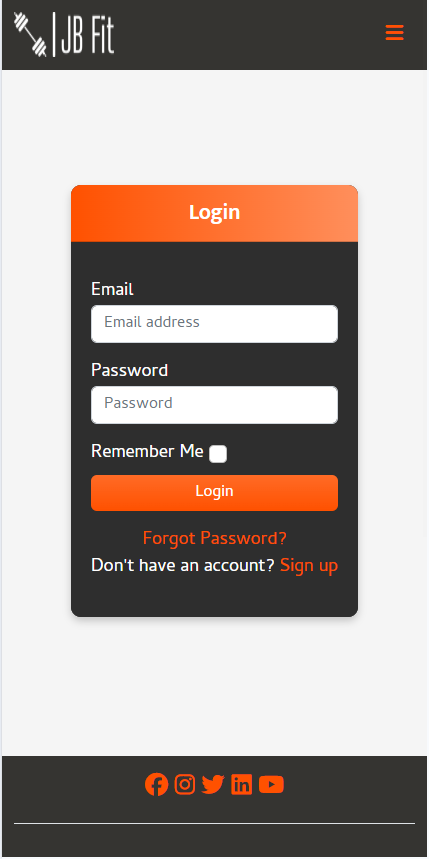 | JB Fit
Login
Email
Email address
Password
Password
Remember Me
Login
Forgot Password?
Don't have an account? Sign up